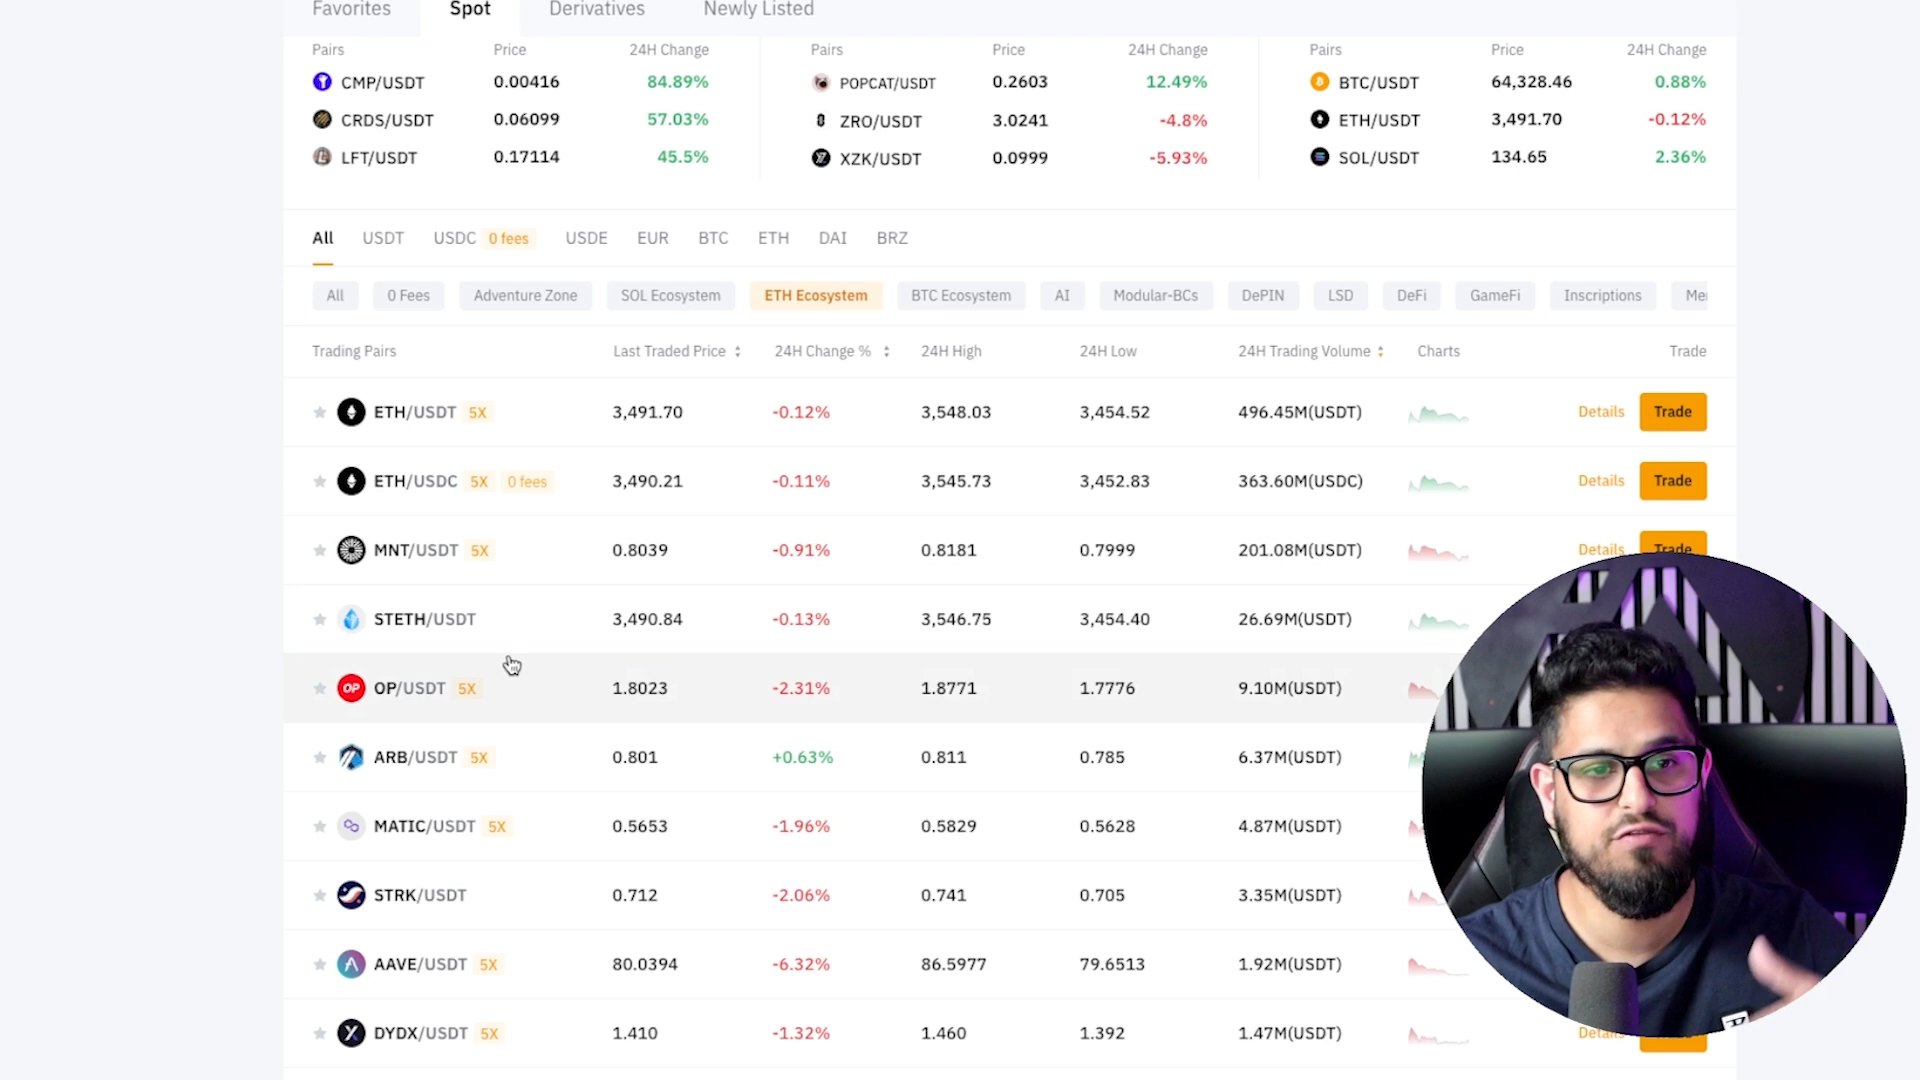 Favorites Spot Derivatives Newly Listed
Pairs Price 24H Change Pairs Price 24H Change Pairs Price 24H Change
CMP/USDT 0.00416 84.89% POPCAT/USDT 0.2603 12.49% BTC/USDT 64,328.46 0.88%
CRDS/USDT 0.06099 57.03% ZRO/USDT 3.0241 -4.8% ETH/USDT 3,491.70 -0.12%
LFT/USDT 0.17114 45.5% XZK/USDT 0.0999 -5.93% SOL/USDT 134.65 2.36%
All USDT USDC 0 fees USDE EUR BTC ETH DAI BRZ
All 0 Fees Adventure Zone SOL Ecosystem ETH Ecosystem BTC Ecosystem AI Modular-BCs DePIN LSD DeFi GameFi Inscriptions Me
Trading Pairs Last Traded Price 24H Change % 24H High 24H Low 24H Trading Volume Charts Trade
ETH/USDT 5X 3,491.70 -0.12% 3,548.03 3,454.52 496.45M(USDT) Details Trade
ETH/USDC 5X 0 fees 3,490.21 -0.11% 3,545.73 3,452.83 363.60M(USDC) Details Trade
MNT/USDT 5X 0.8039 -0.91% 0.8181 0.7999 201.08M(USDT) Details Trade
STETH/USDT 3,490.84 -0.13% 3,546.75 3,454.40 26.69M(USDT)
OP OP/USDT 5X 1.8023 -2.31% 1.8771 1.7776 9.10M(USDT)
ARB/USDT 5X 0.801 +0.63% 0.811 0.785 6.37M(USDT)
MATIC/USDT 5X 0.5653 -1.96% 0.5829 0.5628 4.87M(USDT)
STRK/USDT 0.712 -2.06% 0.741 0.705 3.35M(USDT)
AAVE/USDT 5X 80.0394 -6.32% 86.5977 79.6513 1.92M(USDT)
DYDX/USDT 5X 1.410 -1.32% 1.460 1.392 1.47M(USDT) Details